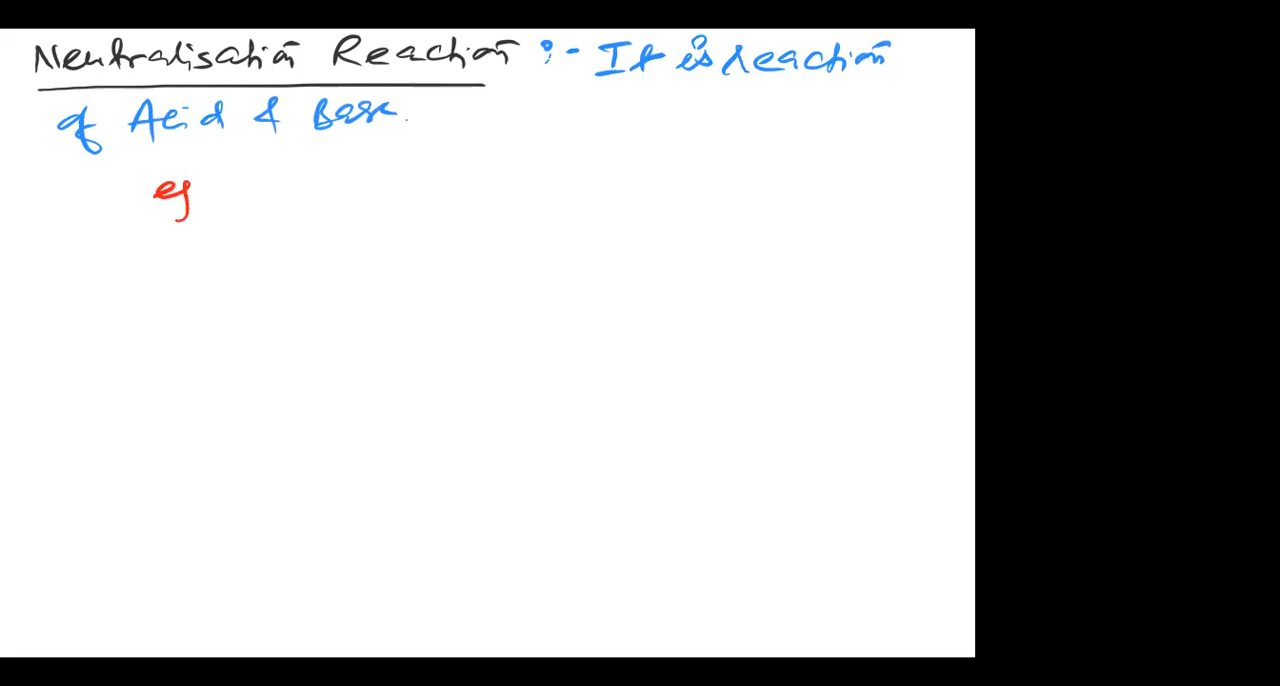 Neutralisation Reaction :- It is reaction
of Acid & Base.
eg